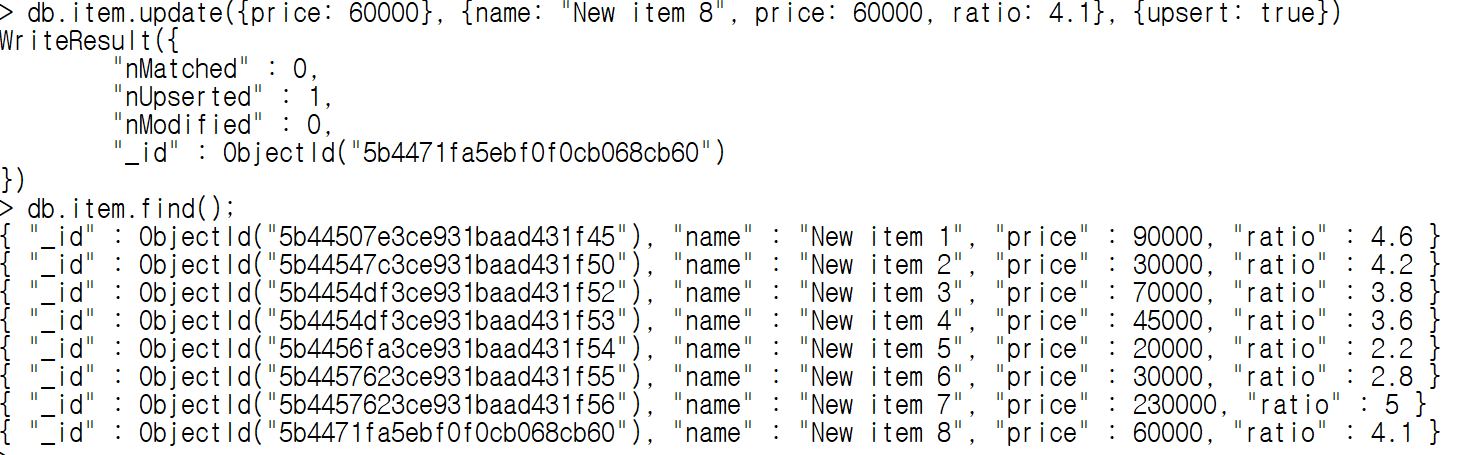 > db.item.update({price: 60000}, {name: "New item 8", price: 60000, ratio: 4.1}, {upsert: true})
WriteResult({
        "nMatched" : 0,
        "nUpserted" : 1,
        "nModified" : 0,
        "_id" : ObjectId("5b4471fa5ebf0f0cb068cb60")
})
> db.item.find();
{ "_id" : ObjectId("5b44507e3ce931baad431f45"), "name" : "New item 1", "price" : 90000, "ratio" : 4.6 }
{ "_id" : ObjectId("5b44547c3ce931baad431f50"), "name" : "New item 2", "price" : 30000, "ratio" : 4.2 }
{ "_id" : ObjectId("5b4454df3ce931baad431f52"), "name" : "New item 3", "price" : 70000, "ratio" : 3.8 }
{ "_id" : ObjectId("5b4454df3ce931baad431f53"), "name" : "New item 4", "price" : 45000, "ratio" : 3.6 }
{ "_id" : ObjectId("5b4456fa3ce931baad431f54"), "name" : "New item 5", "price" : 20000, "ratio" : 2.2 }
{ "_id" : ObjectId("5b4457623ce931baad431f55"), "name" : "New item 6", "price" : 30000, "ratio" : 2.8 }
{ "_id" : ObjectId("5b4457623ce931baad431f56"), "name" : "New item 7", "price" : 230000, "ratio" : 5 }
{ "_id" : ObjectId("5b4471fa5ebf0f0cb068cb60"), "name" : "New item 8", "price" : 60000, "ratio" : 4.1 }